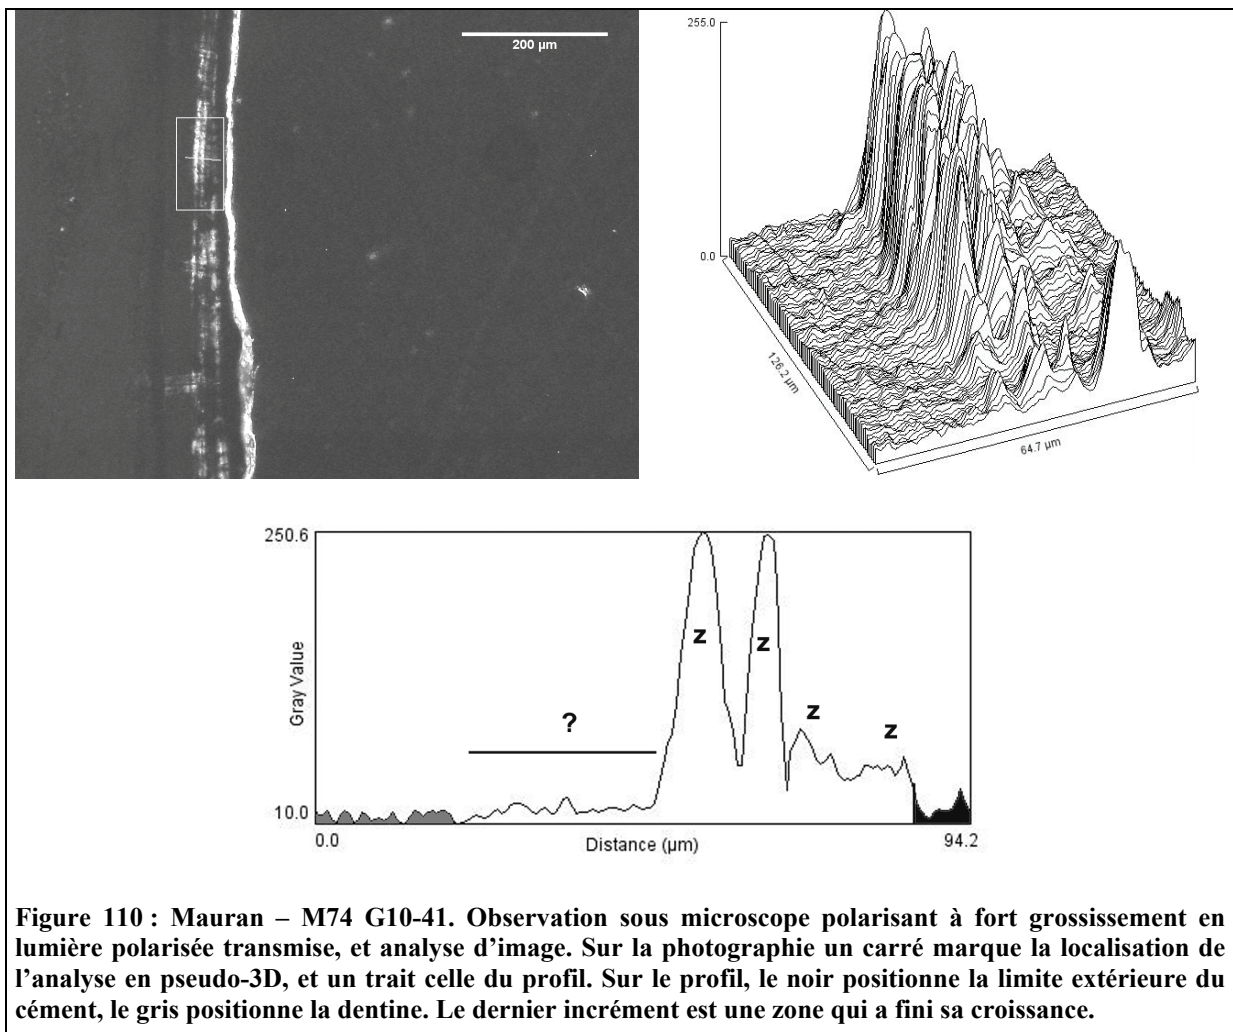 200 µm
255.0
0.0
126.2 µm
64.7 µm
250.6
Gray Value
10.0
?
z
z
z
z
0.0
Distance (µm)
94.2
Figure 110 : Mauran – M74 G10-41. Observation sous microscope polarisant à fort grossissement en
lumière polarisée transmise, et analyse d’image. Sur la photographie un carré marque la localisation de
l’analyse en pseudo-3D, et un trait celle du profil. Sur le profil, le noir positionne la limite extérieure du
cément, le gris positionne la dentine. Le dernier incrément est une zone qui a fini sa croissance.